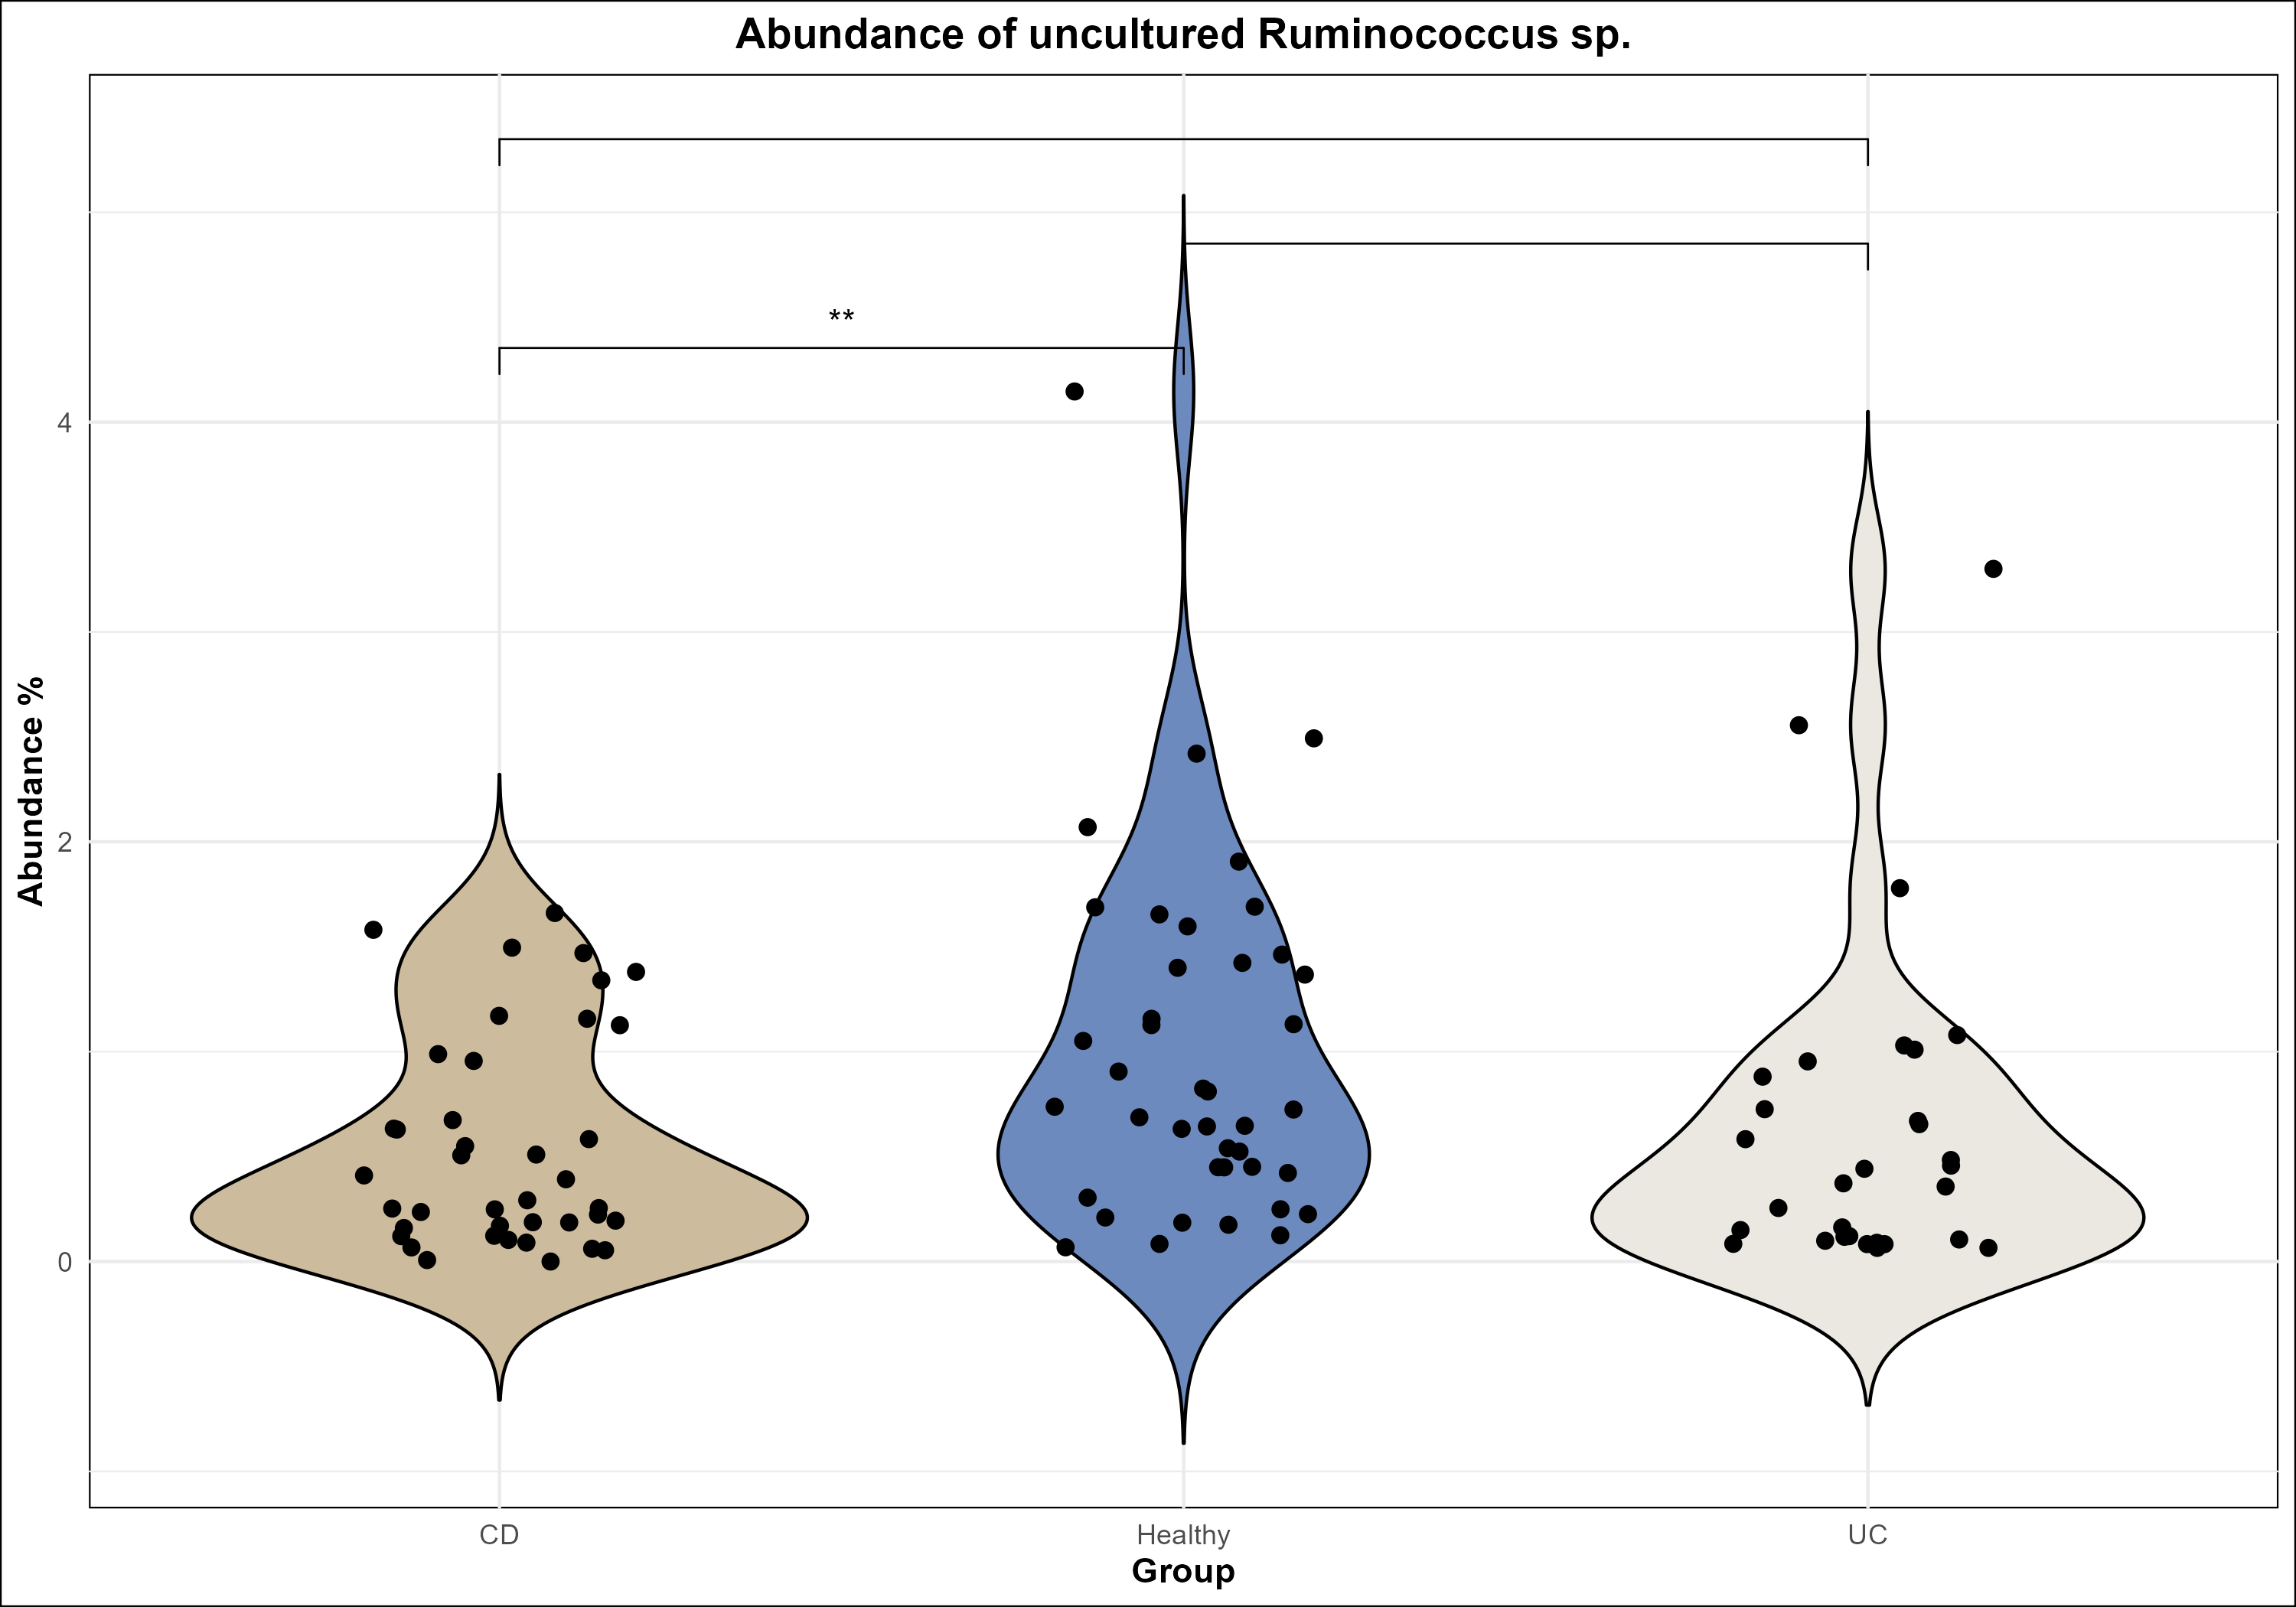 Abundance of uncultured Ruminococcus sp.
**
Abundance %
4
2
0
CD
Healthy
UC
Group